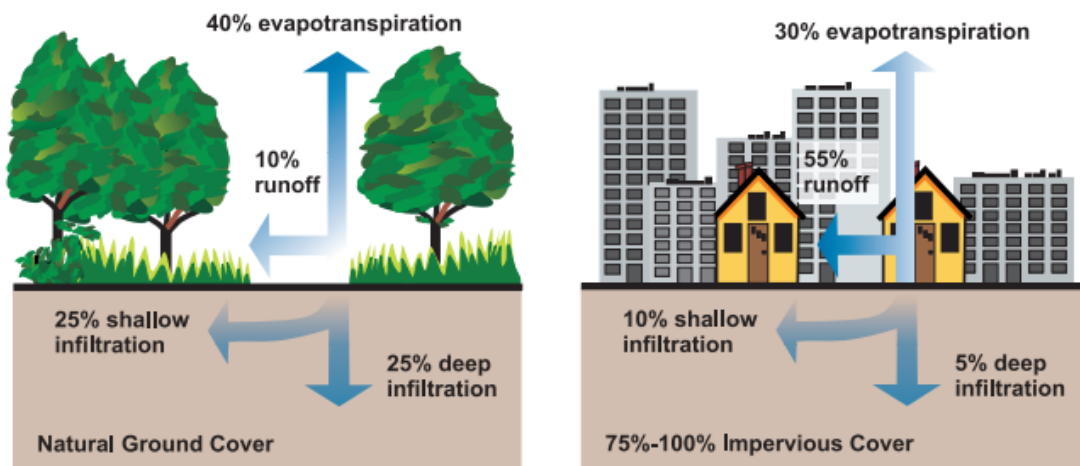 40% evapotranspiration
10%
runoff
25% shallow
infiltration
25% deep
infiltration
Natural Ground Cover
30% evapotranspiration
55%
runoff
10% shallow
infiltration
5% deep
infiltration
75%-100% Impervious Cover